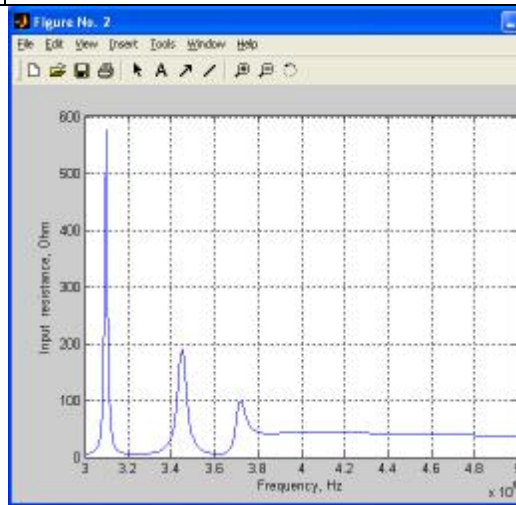 Figure No. 2
File Edit View Insert Tools Window Help
600
500
400
300
200
100
0
Input resistance, Ohm
3 3.2 3.4 3.6 3.8 4 4.2 4.4 4.6 4.8
Frequency, Hz
x 10